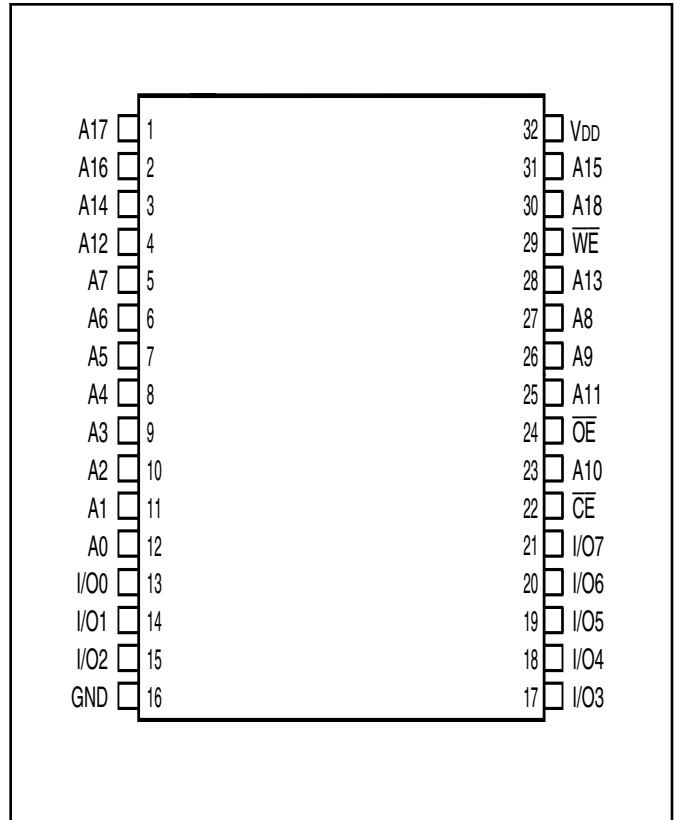 A17 1 32 VDD
A16 2 31 A15
A14 3 30 A18
A12 4 29 W̅E̅
A7 5 28 A13
A6 6 27 A8
A5 7 26 A9
A4 8 25 A11
A3 9 24 O̅E̅
A2 10 23 A10
A1 11 22 C̅E̅
A0 12 21 I/O7
I/O0 13 20 I/O6
I/O1 14 19 I/O5
I/O2 15 18 I/O4
GND 16 17 I/O3